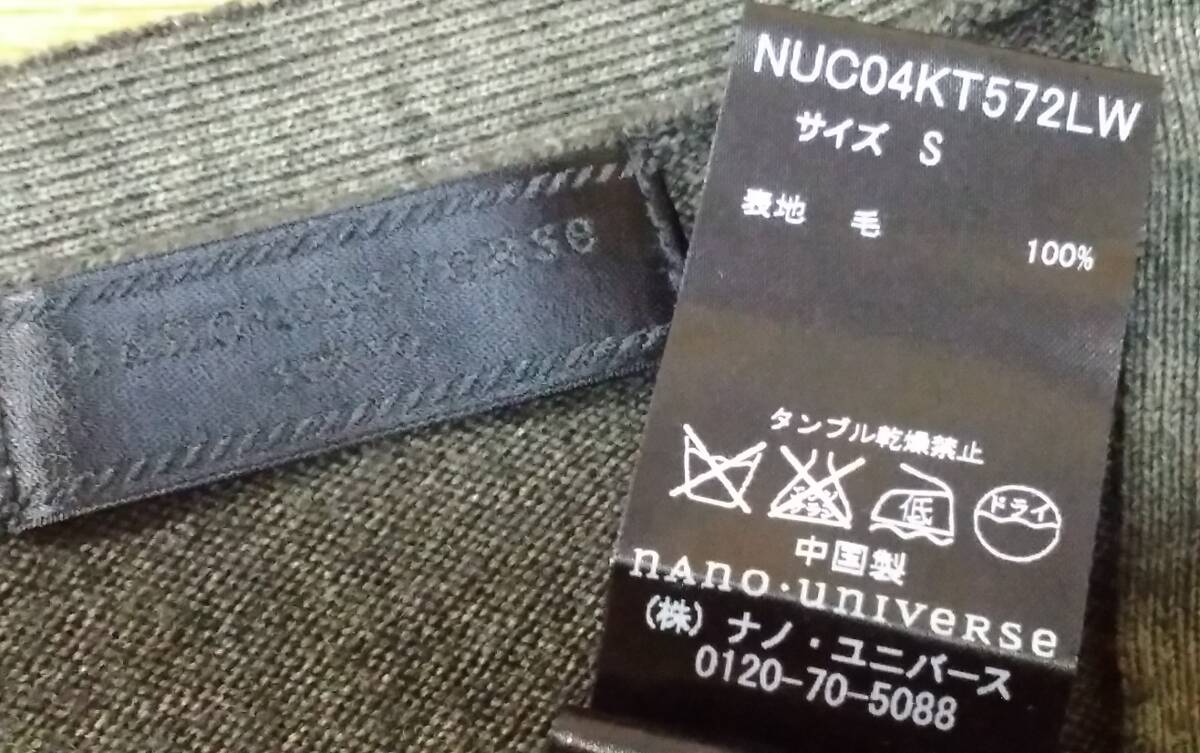 NUC04KT572LW
サイズ S
表地 毛 100%
タンブル乾燥禁止
低
ドライ
中国製
nAno・unIveRse
(株) ナノ・ユニバース
0120-70-5088